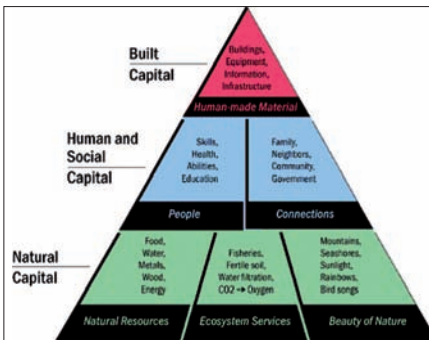 Built
Capital
Buildings,
Equipment,
Information,
Infrastructure
Human-made Material
Human and
Social
Capital
Skills,
Health,
Abilities,
Education
People
Family,
Neighbors,
Community,
Government
Connections
Natural
Capital
Food,
Water,
Metals,
Wood,
Energy
Natural Resources
Fisheries,
Fertile soil,
Water filtration,
CO2 → Oxygen
Ecosystem Services
Mountains,
Seashores,
Sunlight,
Rainbows,
Bird songs
Beauty of Nature